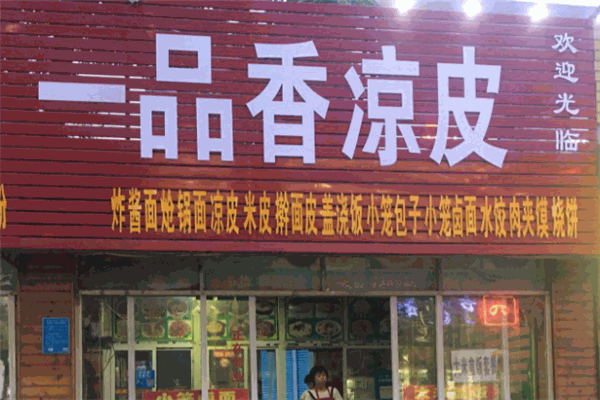 一品香凉皮
欢迎光临
炸酱面炝锅面凉皮米皮擀面皮盖浇饭小笼包子小笼卤面水饺肉夹馍烧饼